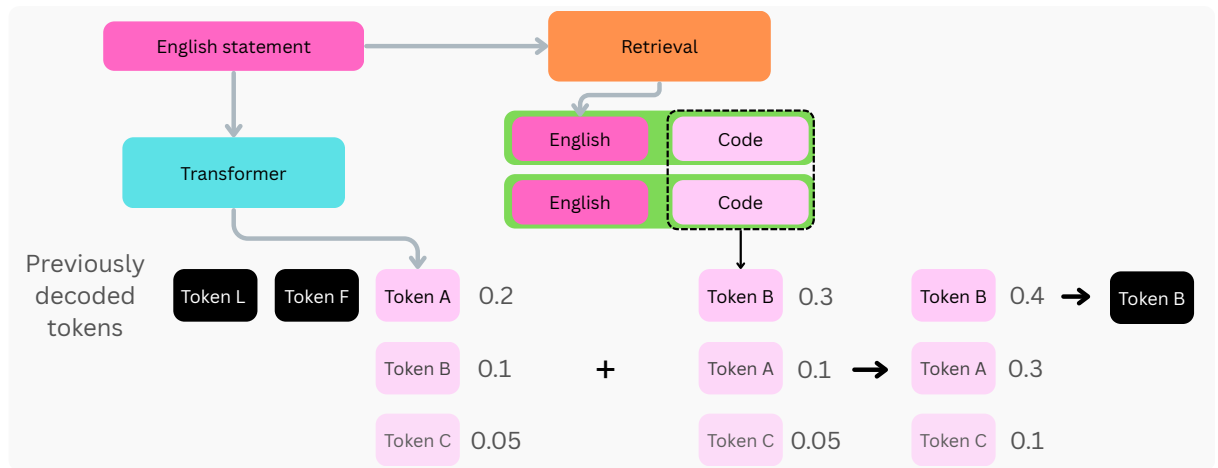 English statement
Retrieval
English
Code
Transformer
English
Code
Previously
decoded
tokens
Token L
Token F
Token A
0.2
Token B
0.3
Token B
0.4
Token B
Token B
0.1
+
Token A
0.1
Token A
0.3
Token C
0.05
Token C
0.05
Token C
0.1